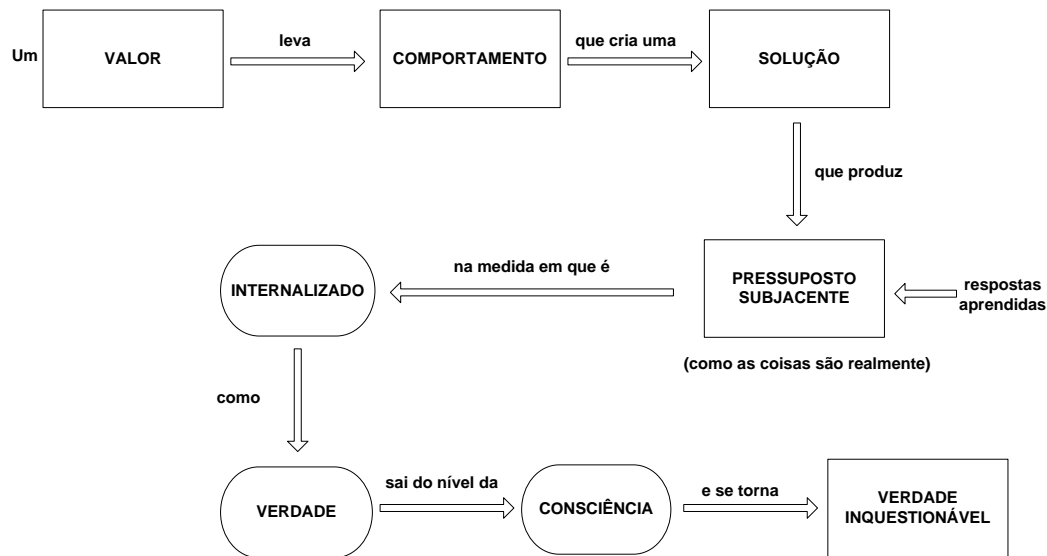 Um
VALOR
leva
COMPORTAMENTO
que cria uma
SOLUÇÃO
que produz
PRESSUPOSTO
SUBJACENTE
respostas
aprendidas
(como as coisas são realmente)
na medida em que é
INTERNALIZADO
como
VERDADE
sai do nível da
CONSCIÊNCIA
e se torna
VERDADE
INQUESTIONÁVEL